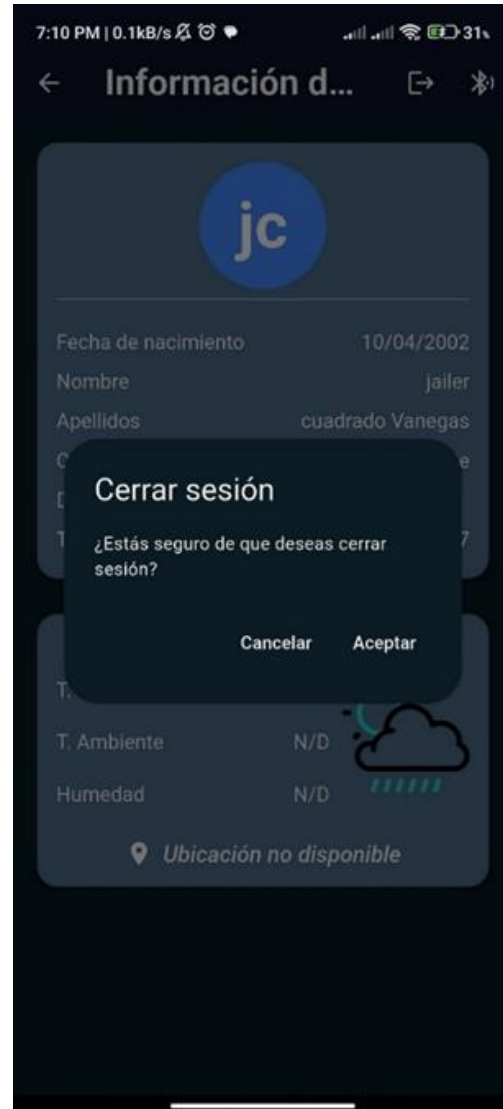 7:10 PM | 0.1kB/s 31%
Información d...
jc
Fecha de nacimiento 10/04/2002
Nombre jailer
Apellidos cuadrado Vanegas
C e
D
T 7
Cerrar sesión
¿Estás seguro de que deseas cerrar
sesión?
Cancelar Aceptar
T.
T. Ambiente N/D
Humedad N/D
Ubicación no disponible